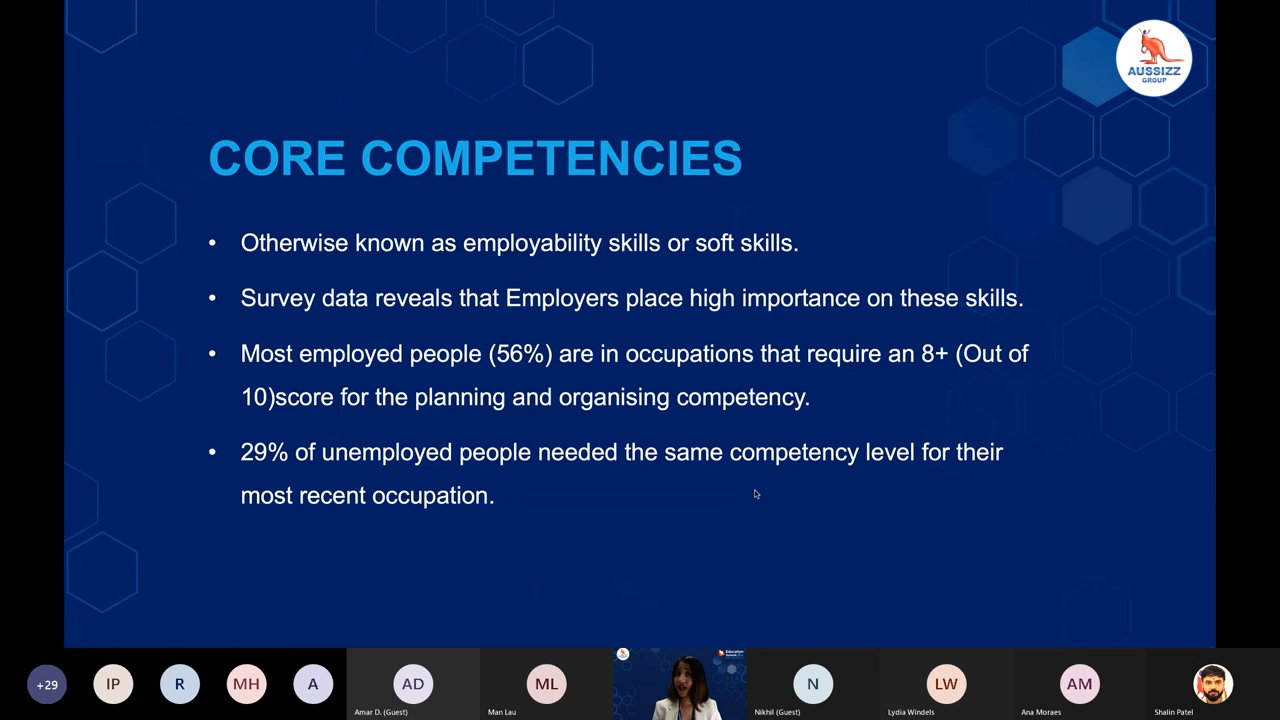 AUSSIZZ
GROUP
CORE COMPETENCIES
• Otherwise known as employability skills or soft skills.
• Survey data reveals that Employers place high importance on these skills.
• Most employed people (56%) are in occupations that require an 8+ (Out of
10)score for the planning and organising competency.
• 29% of unemployed people needed the same competency level for their
most recent occupation.
+29
IP
R
MH
A
AD
Amar D. (Guest)
ML
Man Lau
N
Nikhil (Guest)
LW
Lydia Windels
AM
Ana Moraes
Shalin Patel